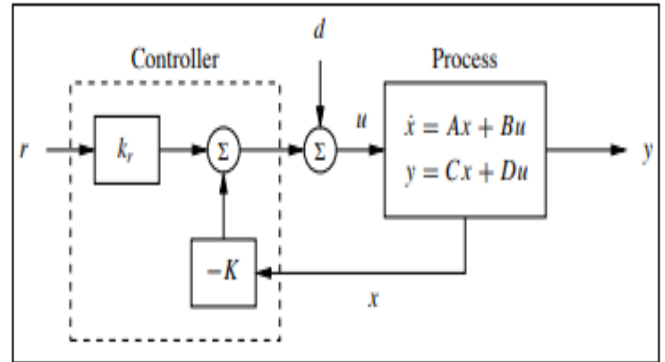 d
Controller
Process
r
k_r
Σ
Σ
u
ẋ = Ax + Bu
y = Cx + Du
y
−K
x